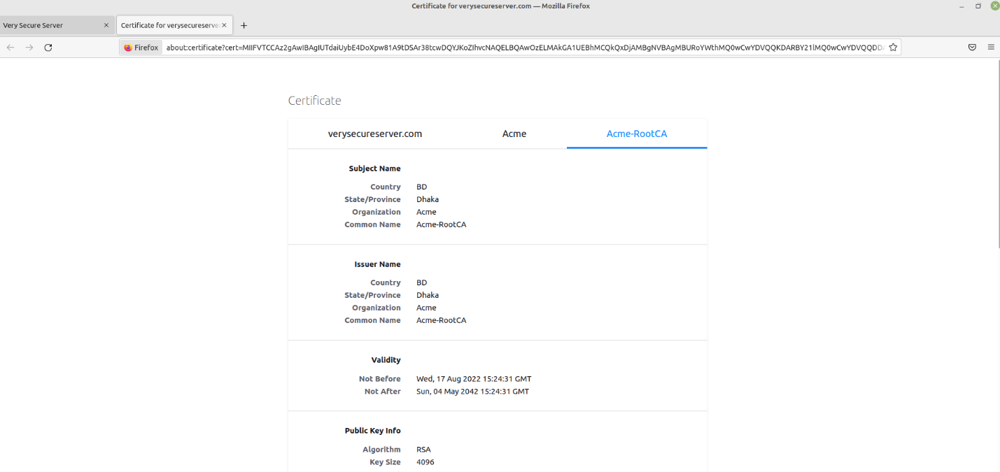 Certificate for verysecureserver.com — Mozilla Firefox
Very Secure Server
Certificate for verysecureserve
Firefox about:certificate?cert=MIIFVTCCAz2gAwIBAgIUTdaiUybE4DoXpw81A9tDSAr38tcwDQYJKoZIhvcNAQELBQAwOzELMAkGA1UEBhMCQkQxDjAMBgNVBAgMBURoYWthMQ0wCwYDVQQKDARBY21lMQ0wCwYDVQQDD
Certificate
verysecureserver.com Acme Acme-RootCA
Subject Name
Country BD
State/Province Dhaka
Organization Acme
Common Name Acme-RootCA
Issuer Name
Country BD
State/Province Dhaka
Organization Acme
Common Name Acme-RootCA
Validity
Not Before Wed, 17 Aug 2022 15:24:31 GMT
Not After Sun, 04 May 2042 15:24:31 GMT
Public Key Info
Algorithm RSA
Key Size 4096